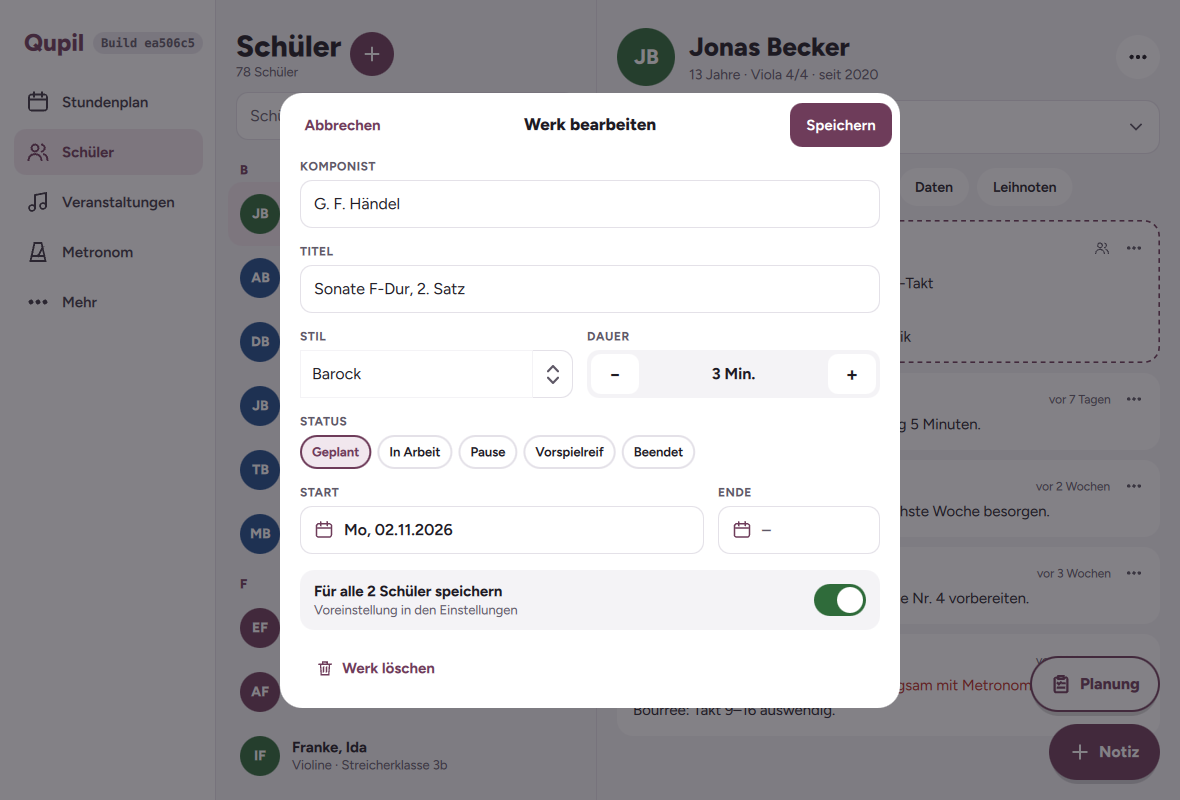 Qupil Build ea506c5
Stundenplan
Schüler
Veranstaltungen
Metronom
Mehr
Schüler
78 Schüler
B
JB
AB
DB
JB
TB
MB
F
EF
AF
IF
Franke, Ida
Violine · Streicherklasse 3b
JB
Jonas Becker
13 Jahre · Viola 4/4 · seit 2020
Daten
Leihnoten
-Takt
vor 7 Tagen
5 Minuten.
vor 2 Wochen
Woche besorgen.
vor 3 Wochen
Nr. 4 vorbereiten.
mit Metronom
Bourrée: Takt 9–16 auswendig.
Planung
Notiz
Abbrechen
Werk bearbeiten
Speichern
KOMPONIST
G. F. Händel
TITEL
Sonate F-Dur, 2. Satz
STIL
Barock
DAUER
– 3 Min. +
STATUS
Geplant
In Arbeit
Pause
Vorspielreif
Beendet
START
Mo, 02.11.2026
ENDE
–
Für alle 2 Schüler speichern
Voreinstellung in den Einstellungen
Werk löschen